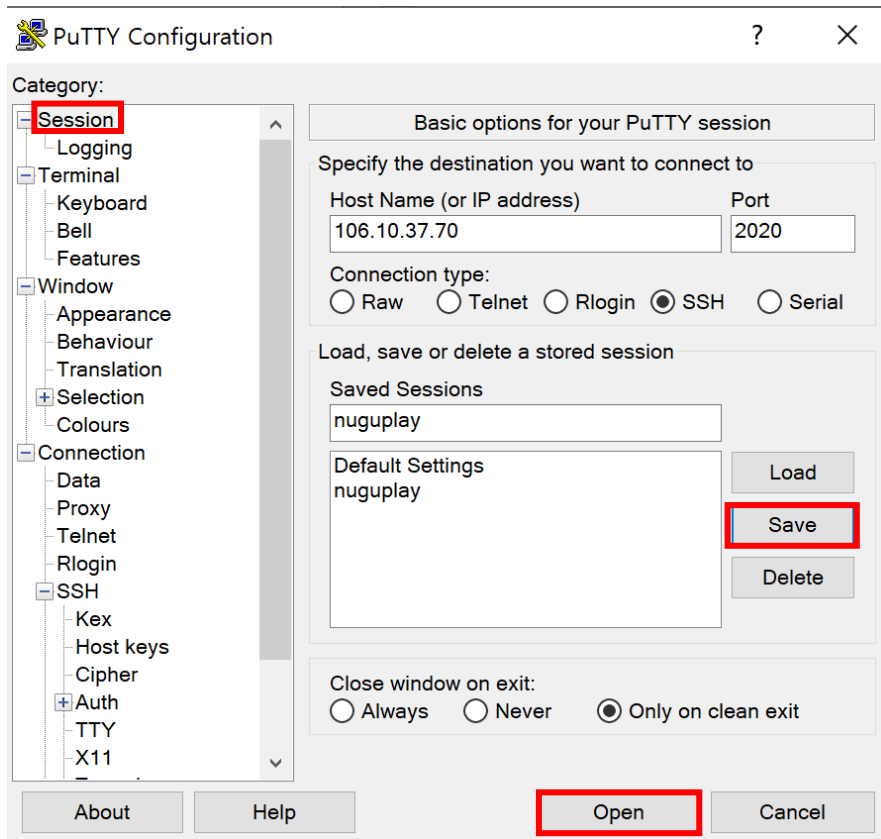 PuTTY Configuration
?
Category:
Session
Logging
Terminal
Keyboard
Bell
Features
Window
Appearance
Behaviour
Translation
Selection
Colours
Connection
Data
Proxy
Telnet
Rlogin
SSH
Kex
Host keys
Cipher
Auth
TTY
X11
Basic options for your PuTTY session
Specify the destination you want to connect to
Host Name (or IP address) Port
106.10.37.70 2020
Connection type:
Raw Telnet Rlogin SSH Serial
Load, save or delete a stored session
Saved Sessions
nuguplay
Default Settings
nuguplay
Load
Save
Delete
Close window on exit:
Always Never Only on clean exit
About Help Open Cancel